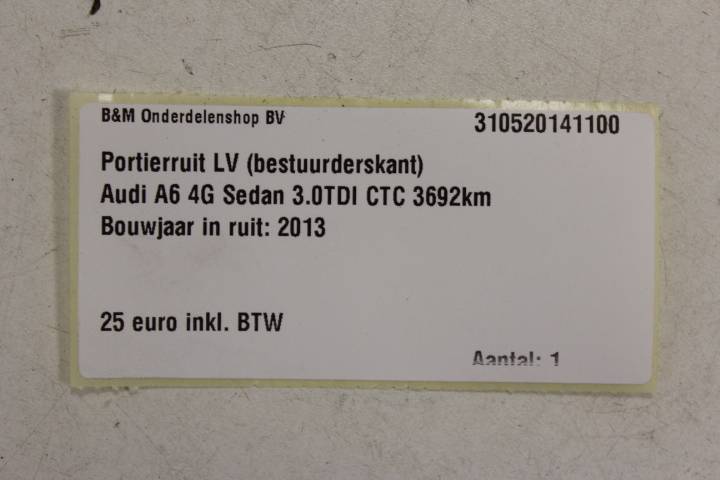 B&M Onderdelenshop BV
310520141100
Portierruit LV (bestuurderskant)
Audi A6 4G Sedan 3.0TDI CTC 3692km
Bouwjaar in ruit: 2013
25 euro inkl. BTW
Aantal: 1